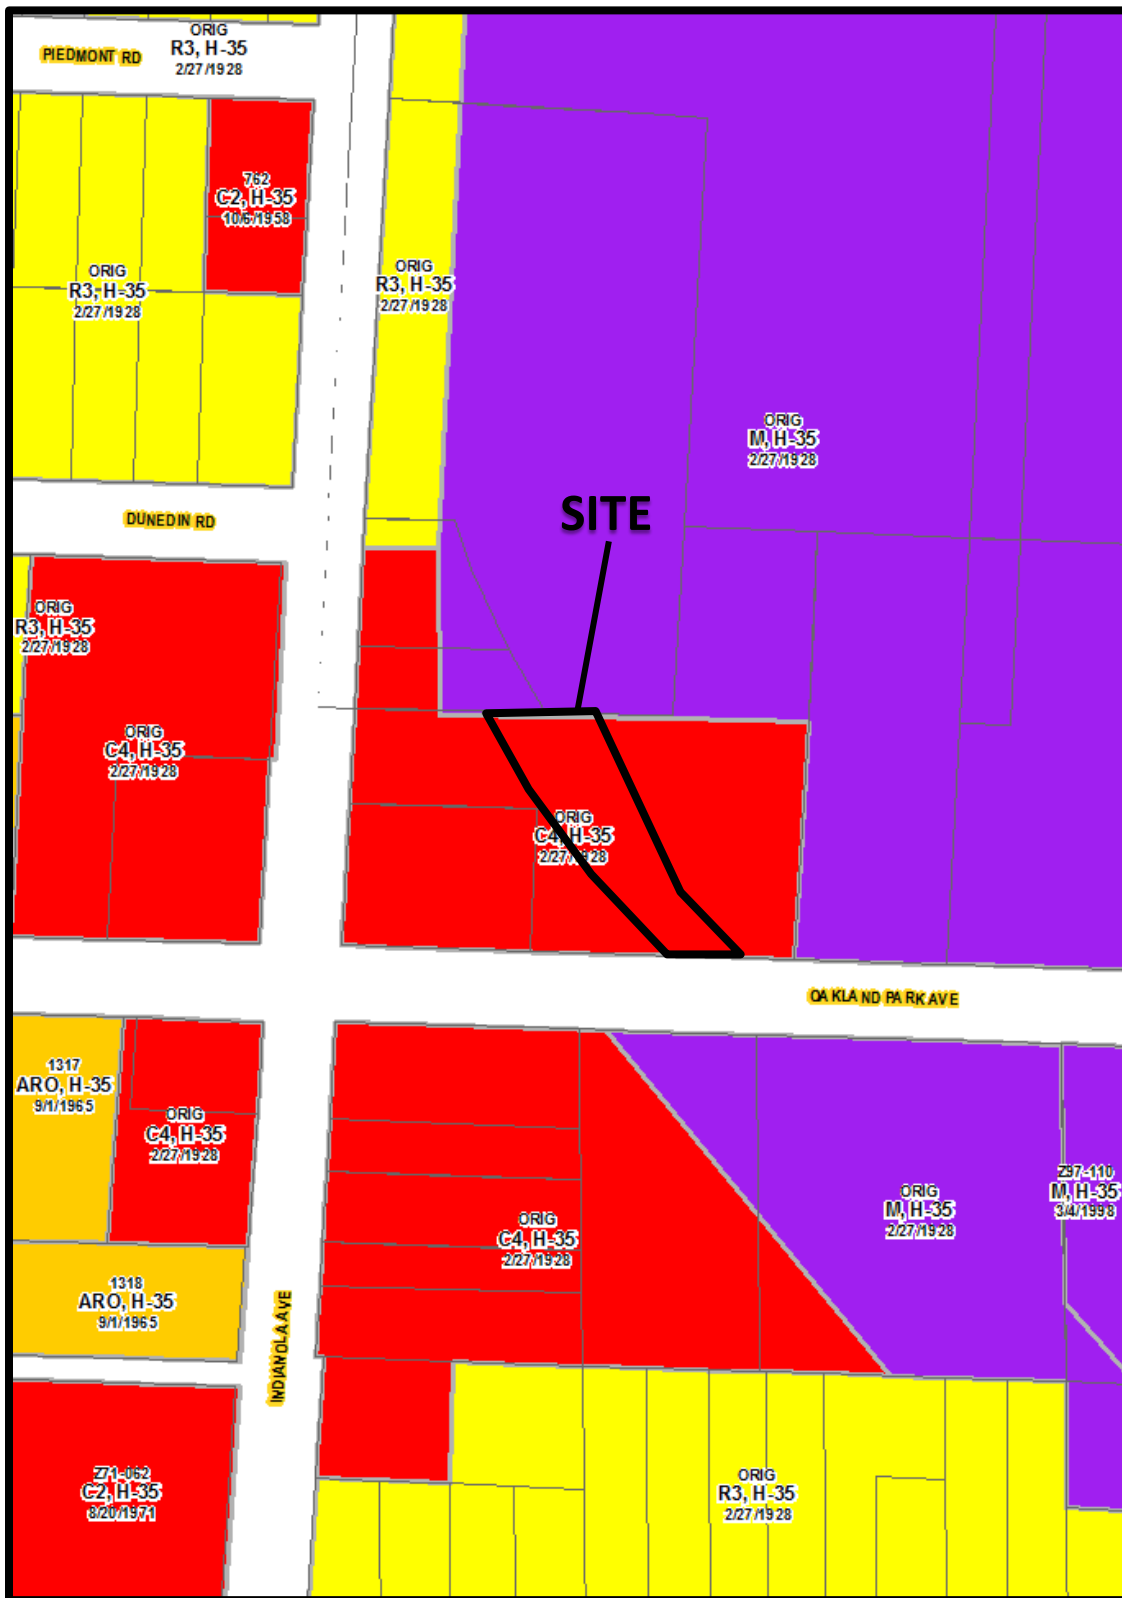 ORIG
R3, H-35
2/27/1928
PIEDMONT RD
762
C2, H-35
10/6/1958
ORIG
R3, H-35
2/27/1928
ORIG
R3, H-35
2/27/1928
ORIG
M, H-35
2/27/1928
SITE
DUNEDIN RD
ORIG
R3, H-35
2/27/1928
ORIG
C4, H-35
2/27/1928
ORIG
C4, H-35
2/27/1928
OAKLAND PARK AVE
1317
ARO, H-35
9/1/1965
ORIG
C4, H-35
2/27/1928
ORIG
C4, H-35
2/27/1928
ORIG
M, H-35
2/27/1928
Z97-110
M, H-35
3/4/1998
1318
ARO, H-35
9/1/1965
INDIANOLA AVE
Z71-062
C2, H-35
8/20/1971
ORIG
R3, H-35
2/27/1928